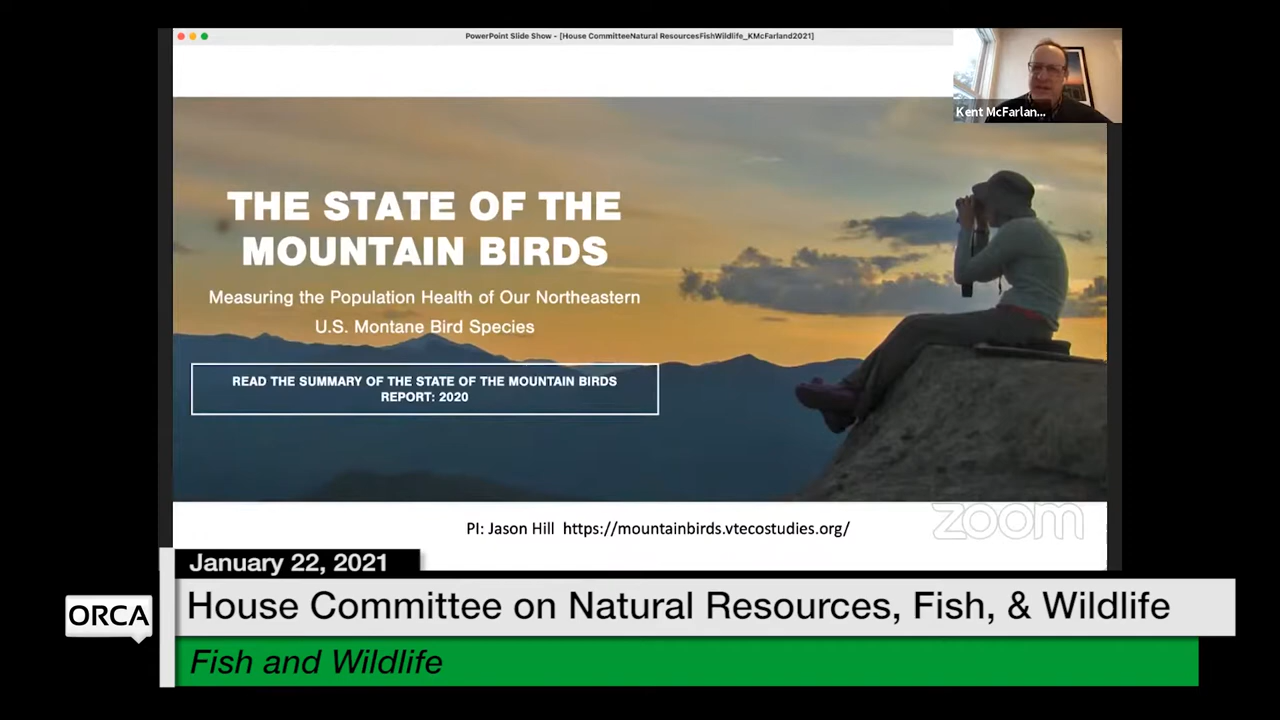 PowerPoint Slide Show - [House CommitteeNatural ResourcesFishWildlife_KMcFarland2021]
Kent McFarlan...
THE STATE OF THE
MOUNTAIN BIRDS
Measuring the Population Health of Our Northeastern
U.S. Montane Bird Species
READ THE SUMMARY OF THE STATE OF THE MOUNTAIN BIRDS
REPORT: 2020
PI: Jason Hill https://mountainbirds.vtecostudies.org/
zoom
January 22, 2021
ORCA
House Committee on Natural Resources, Fish, & Wildlife
Fish and Wildlife